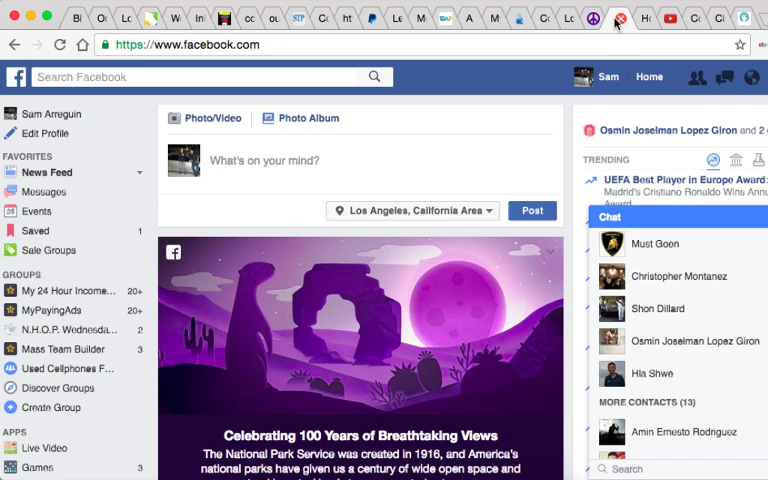 https://www.facebook.com
Search Facebook
Sam
Home
Sam Arreguin
Edit Profile
FAVORITES
News Feed
Messages
Events
Saved 1
Sale Groups
GROUPS
My 24 Hour Income... 20+
MyPayingAds 20+
N.H.O.P. Wednesda... 2
Mass Team Builder 3
Used Cellphones F...
Discover Groups
Create Group
APPS
Live Video
Games 3
Photo/Video
Photo Album
What's on your mind?
Los Angeles, California Area
Post
Celebrating 100 Years of Breathtaking Views
The National Park Service was created in 1916, and America's
national parks have given us a century of wide open space and
Osmin Joselman Lopez Giron and 2
TRENDING
UEFA Best Player in Europe Award:
Madrid's Cristiano Ronaldo Wins Annu
Award
Chat
Must Goen
Christopher Montanez
Shon Dillard
Osmin Joselman Lopez Giron
Hla Shwe
MORE CONTACTS (13)
Amin Ernesto Rodriguez
Search